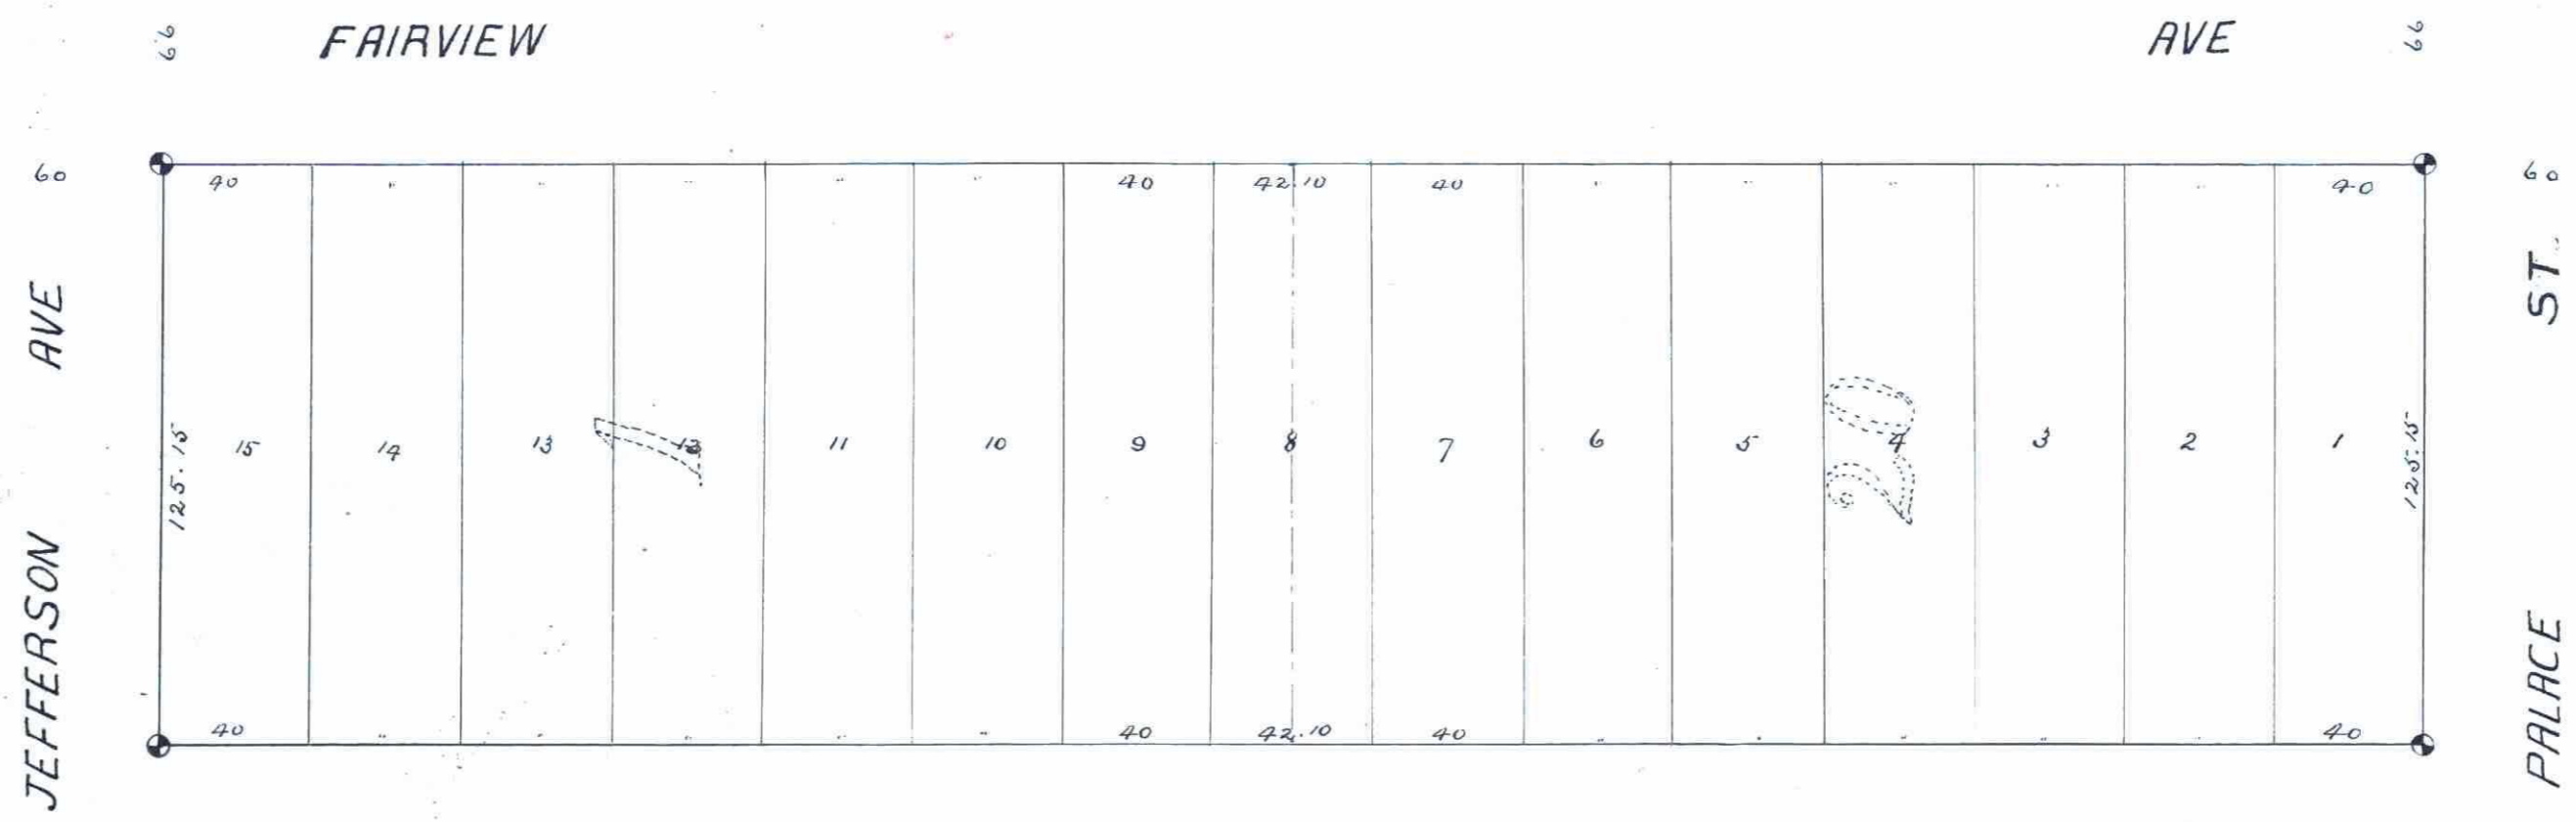 66 FAIRVIEW AVE 66
60 60
40 " " " " " 40 42.10 40 " " " " " 40
JEFFERSON AVE
125.15
15 14 13 12 11 10 9 8 7 6 5 4 3 2 1
1 20
125.15
PALACE ST.
40 " " " " " 40 42.10 40 " " " " " 40